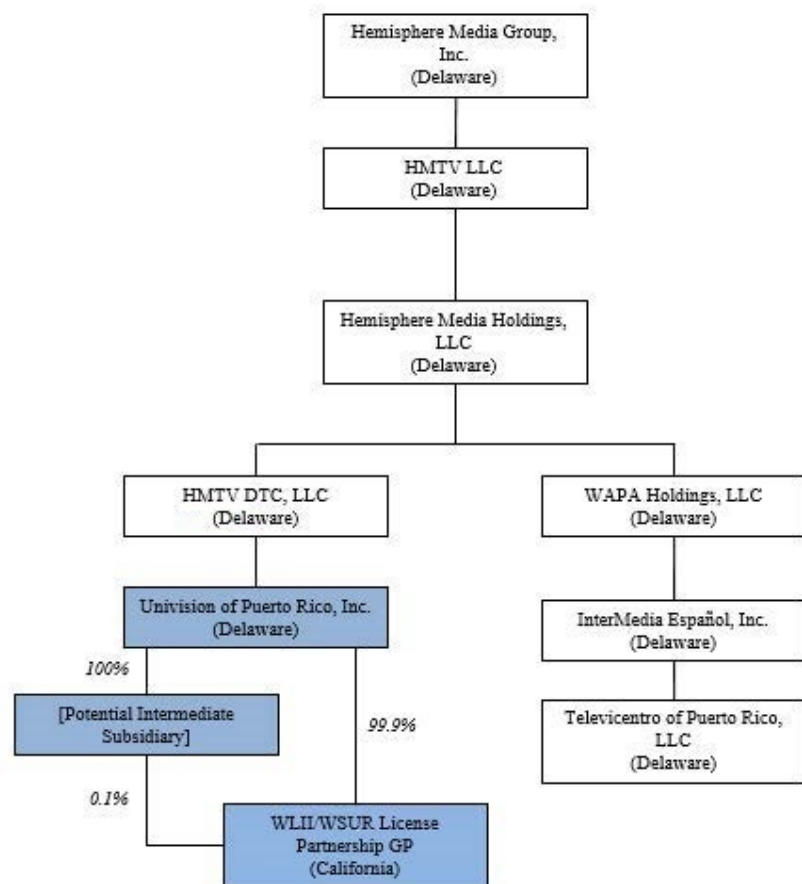 Hemisphere Media Group,
Inc.
(Delaware)
HMTV LLC
(Delaware)
Hemisphere Media Holdings,
LLC
(Delaware)
HMTV DTC, LLC
(Delaware)
WAPA Holdings, LLC
(Delaware)
Univision of Puerto Rico, Inc.
(Delaware)
InterMedia Español, Inc.
(Delaware)
100%
99.9%
[Potential Intermediate
Subsidiary]
Televicentro of Puerto Rico,
LLC
(Delaware)
0.1%
WLII/WSUR License
Partnership GP
(California)